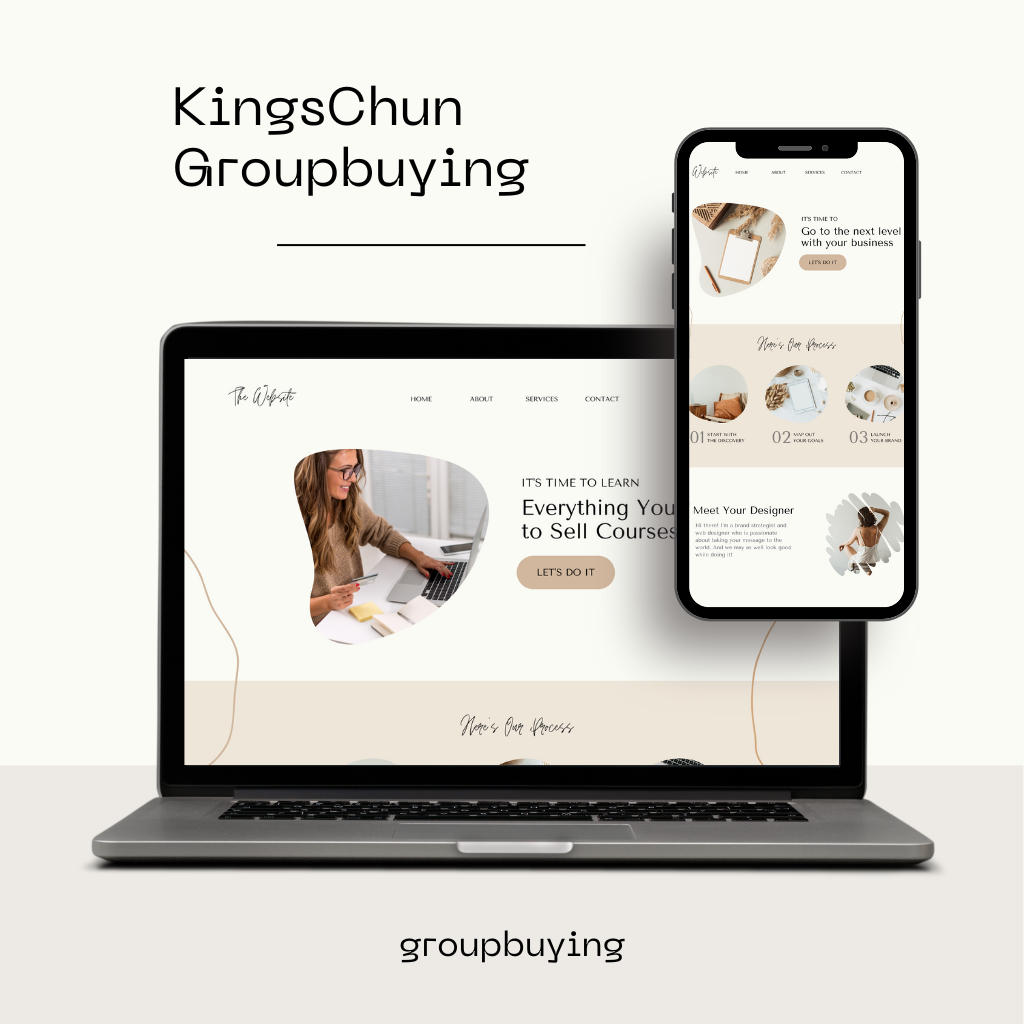 KingsChun
Groupbuying
The Website
HOME
ABOUT
SERVICES
CONTACT
IT'S TIME TO LEARN
Everything You
to Sell Courses
LET'S DO IT
Here's Our Process
Website
HOME
ABOUT
SERVICES
CONTACT
IT'S TIME TO
Go to the next level
with your business
LET'S DO IT
Here's Our Process
01 START WITH
THE DISCOVERY
02 MAP OUT
YOUR GOALS
03 LAUNCH
YOUR BRAND
Meet Your Designer
Hi there! I'm a brand strategist and
web designer who is passionate
about taking your message to the
world. And we may as well look good
while doing it!
groupbuying